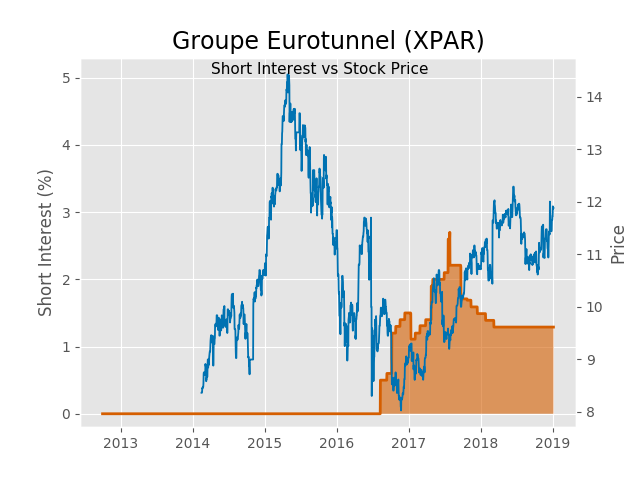 Groupe Eurotunnel (XPAR)
Short Interest vs Stock Price
Short Interest (%)
5
4
3
2
1
0
14
13
12
11
10
9
8
Price
2013 2014 2015 2016 2017 2018 2019